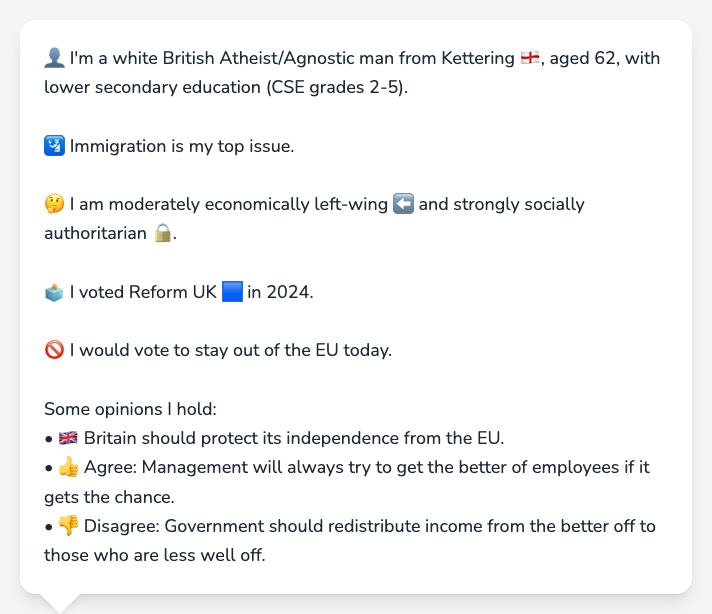 👤 I'm a white British Atheist/Agnostic man from Kettering 🏴󠁧󠁢󠁥󠁮󠁧󠁿, aged 62, with
lower secondary education (CSE grades 2-5).
🛂 Immigration is my top issue.
🤔 I am moderately economically left-wing ⬅️ and strongly socially
authoritarian 🔒.
🗳️ I voted Reform UK 🟦 in 2024.
🚫 I would vote to stay out of the EU today.
Some opinions I hold:
• 🇬🇧 Britain should protect its independence from the EU.
• 👍 Agree: Management will always try to get the better of employees if it
gets the chance.
• 👎 Disagree: Government should redistribute income from the better off to
those who are less well off.